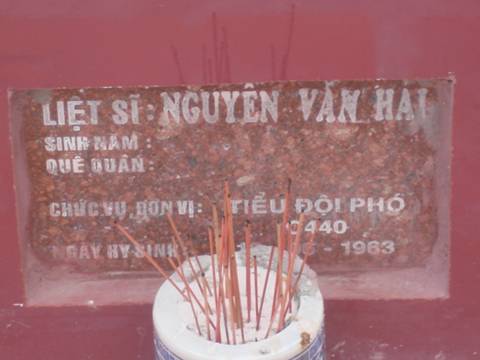 LIỆT SĨ: NGUYỄN VĂN HAI
SINH NĂM :
QUÊ QUÁN :
CHỨC VỤ, ĐƠN VỊ: TIỂU ĐỘI PHÓ
C440
NGÀY HY SINH 1963